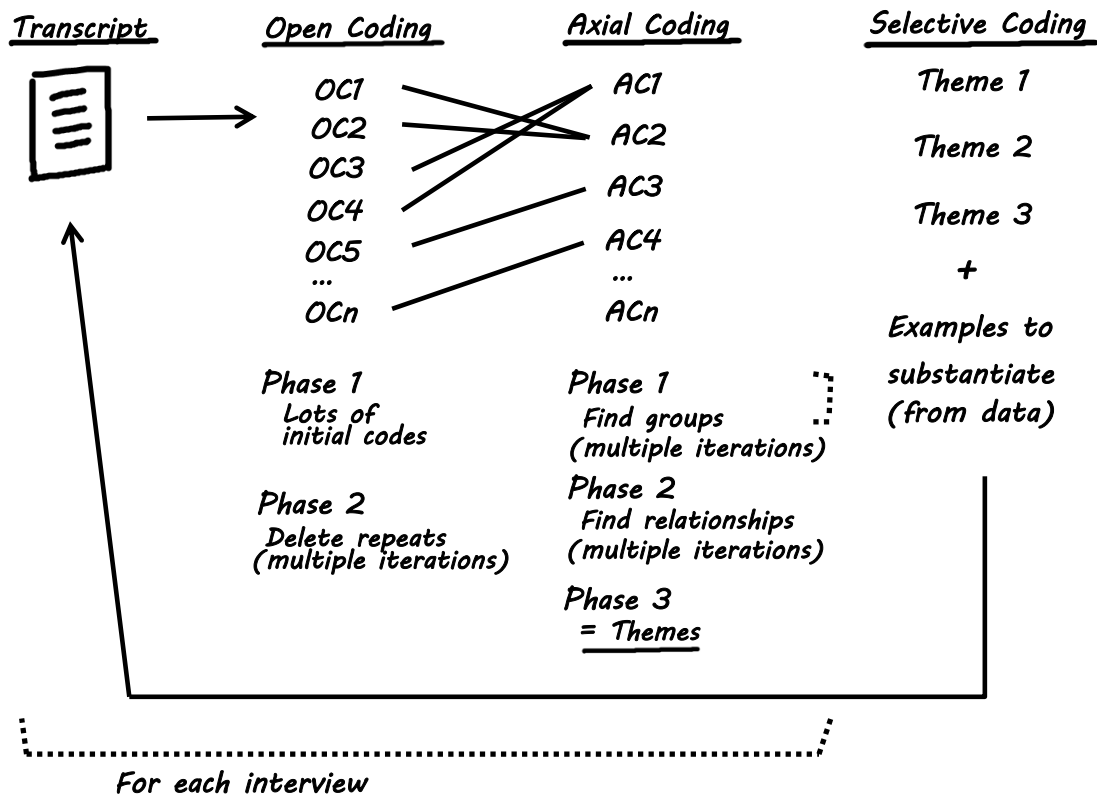 Transcript
Open Coding
OC1
OC2
OC3
OC4
OC5
...
OCn
Phase 1
Lots of
initial codes
Phase 2
Delete repeats
(multiple iterations)
Axial Coding
AC1
AC2
AC3
AC4
...
ACn
Phase 1
Find groups
(multiple iterations)
Phase 2
Find relationships
(multiple iterations)
Phase 3
= Themes
Selective Coding
Theme 1
Theme 2
Theme 3
+
Examples to
substantiate
(from data)
For each interview